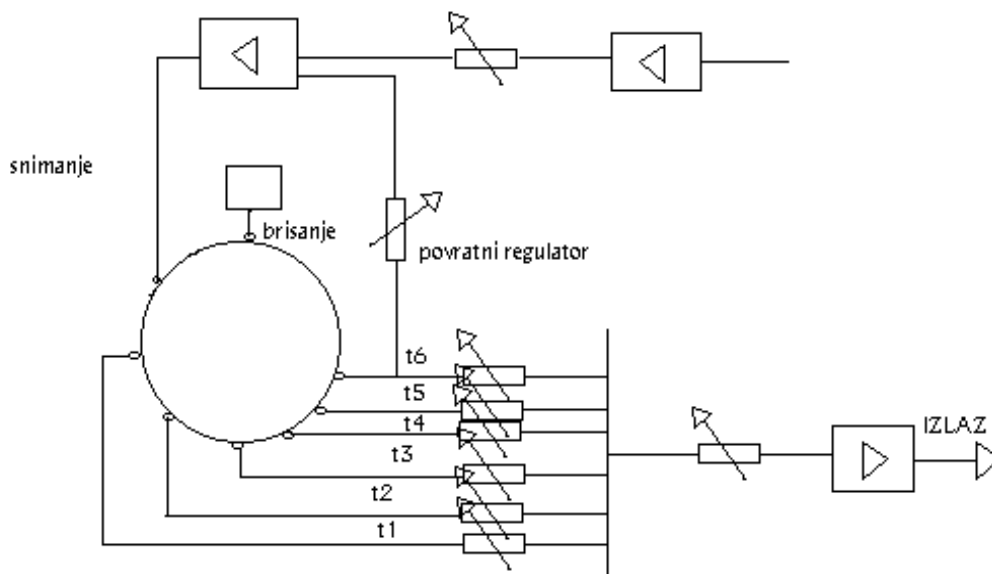 snimanje
brisanje
povratni regulator
t6
t5
t4
IZLAZ
t3
t2
t1